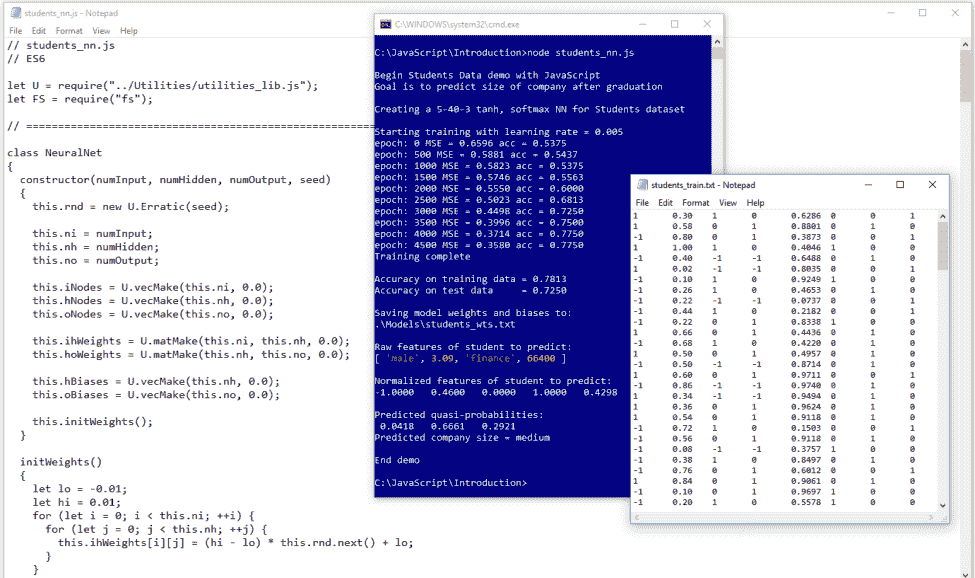 students_nn.js - Notepad
File Edit Format View Help
// students_nn.js
// ES6
let U = require("../Utilities/utilities_lib.js");
let FS = require("fs");
// =======================================================
class NeuralNet
{
constructor(numInput, numHidden, numOutput, seed)
{
this.rnd = new U.Erratic(seed);
this.ni = numInput;
this.nh = numHidden;
this.no = numOutput;
this.iNodes = U.vecMake(this.ni, 0.0);
this.hNodes = U.vecMake(this.nh, 0.0);
this.oNodes = U.vecMake(this.no, 0.0);
this.ihWeights = U.matMake(this.ni, this.nh, 0.0);
this.hoWeights = U.matMake(this.nh, this.no, 0.0);
this.hBiases = U.vecMake(this.nh, 0.0);
this.oBiases = U.vecMake(this.no, 0.0);
this.initWeights();
}
initWeights()
{
let lo = -0.01;
let hi = 0.01;
for (let i = 0; i < this.ni; ++i) {
for (let j = 0; j < this.nh; ++j) {
this.ihWeights[i][j] = (hi - lo) * this.rnd.next() + lo;
}
}
C:\WINDOWS\system32\cmd.exe
C:\JavaScript\Introduction>node students_nn.js
Begin Students Data demo with JavaScript
Goal is to predict size of company after graduation
Creating a 5-40-3 tanh, softmax NN for Students dataset
Starting training with learning rate = 0.005
epoch: 0 MSE = 0.6596 acc = 0.5375
epoch: 500 MSE = 0.5881 acc = 0.5437
epoch: 1000 MSE = 0.5823 acc = 0.5375
epoch: 1500 MSE = 0.5746 acc = 0.5563
epoch: 2000 MSE = 0.5550 acc = 0.6000
epoch: 2500 MSE = 0.5023 acc = 0.6813
epoch: 3000 MSE = 0.4498 acc = 0.7250
epoch: 3500 MSE = 0.3996 acc = 0.7500
epoch: 4000 MSE = 0.3714 acc = 0.7750
epoch: 4500 MSE = 0.3580 acc = 0.7750
Training complete
Accuracy on training data = 0.7813
Accuracy on test data = 0.7250
Saving model weights and biases to:
.\Models\students_wts.txt
Raw features of student to predict:
[ 'male', 3.09, 'finance', 66400 ]
Normalized features of student to predict:
-1.0000 0.4600 0.0000 1.0000 0.4298
Predicted quasi-probabilities:
0.0418 0.6661 0.2921
Predicted company size = medium
End demo
C:\JavaScript\Introduction>
students_train.txt - Notepad
File Edit Format View Help
1 0.30 1 0 0.6286 0 0 1
1 0.58 0 1 0.8801 0 1 0
-1 0.80 0 1 0.3873 0 0 1
1 1.00 1 0 0.4046 1 0 0
-1 0.40 -1 -1 0.6488 0 1 0
1 0.02 -1 -1 0.8035 0 0 1
-1 0.10 1 0 0.9249 1 0 0
-1 0.26 1 0 0.4653 0 1 0
-1 0.22 -1 -1 0.0737 0 0 1
-1 0.44 1 0 0.2182 0 0 1
-1 0.22 0 1 0.8338 1 0 0
1 0.66 1 0 0.4436 0 1 0
-1 0.68 1 0 0.4220 0 1 0
1 0.50 0 1 0.4957 0 1 0
-1 0.50 -1 -1 0.8714 0 1 0
1 0.60 0 1 0.9711 0 0 1
-1 0.86 -1 -1 0.9740 0 1 0
1 0.34 -1 -1 0.9494 0 1 0
1 0.36 0 1 0.9624 0 1 0
1 0.54 0 1 0.9118 0 1 0
-1 0.72 1 0 0.1503 0 0 1
-1 0.56 0 1 0.9118 0 1 0
1 0.08 -1 -1 0.3757 1 0 0
-1 0.38 1 0 0.8497 0 1 0
-1 0.76 0 1 0.6012 0 0 1
1 0.84 0 1 0.9061 0 1 0
-1 0.10 0 1 0.9697 1 0 0
-1 0.20 1 0 0.5578 1 0 0